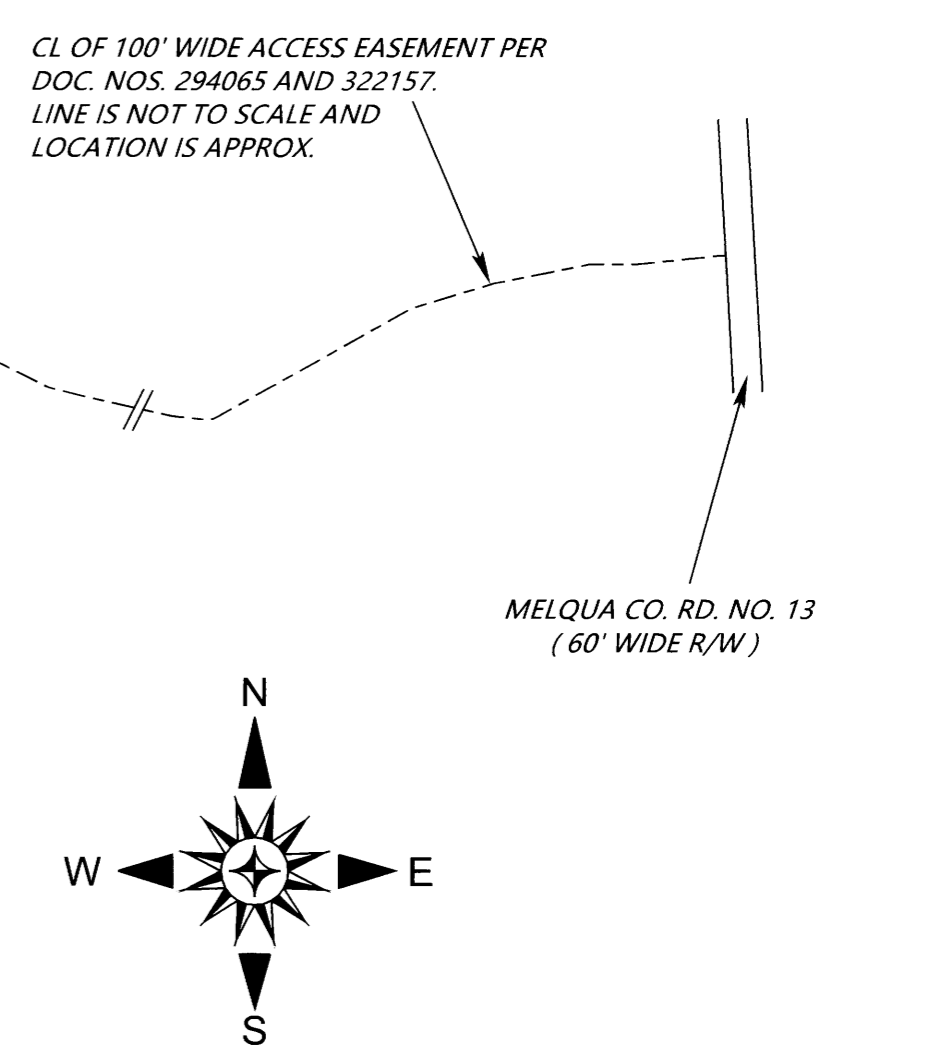 CL OF 100' WIDE ACCESS EASEMENT PER
DOC. NOS. 294065 AND 322157.
LINE IS NOT TO SCALE AND
LOCATION IS APPROX.
MELQUA CO. RD. NO. 13
( 60' WIDE R/W )
N
W E
S